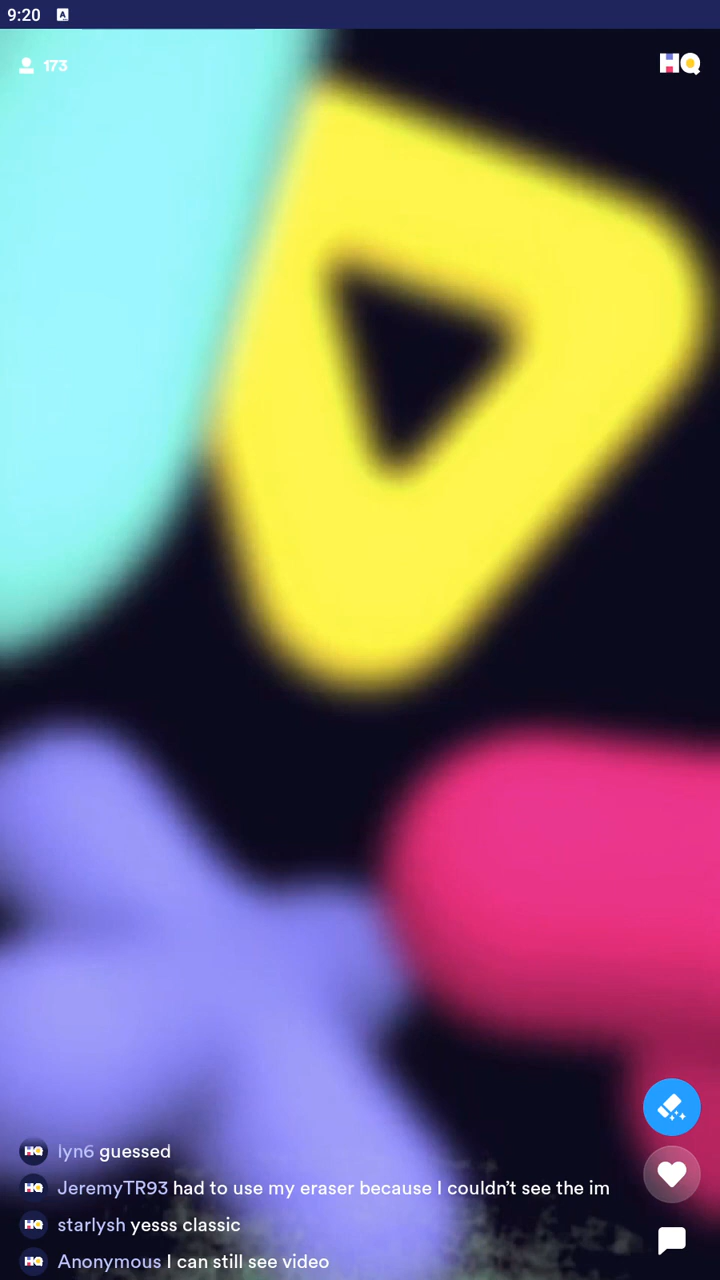 9:20
A
173
HQ
HQ lyn6 guessed
HQ JeremyTR93 had to use my eraser because I couldn’t see the im
HQ starlysh yesss classic
HQ Anonymous I can still see video